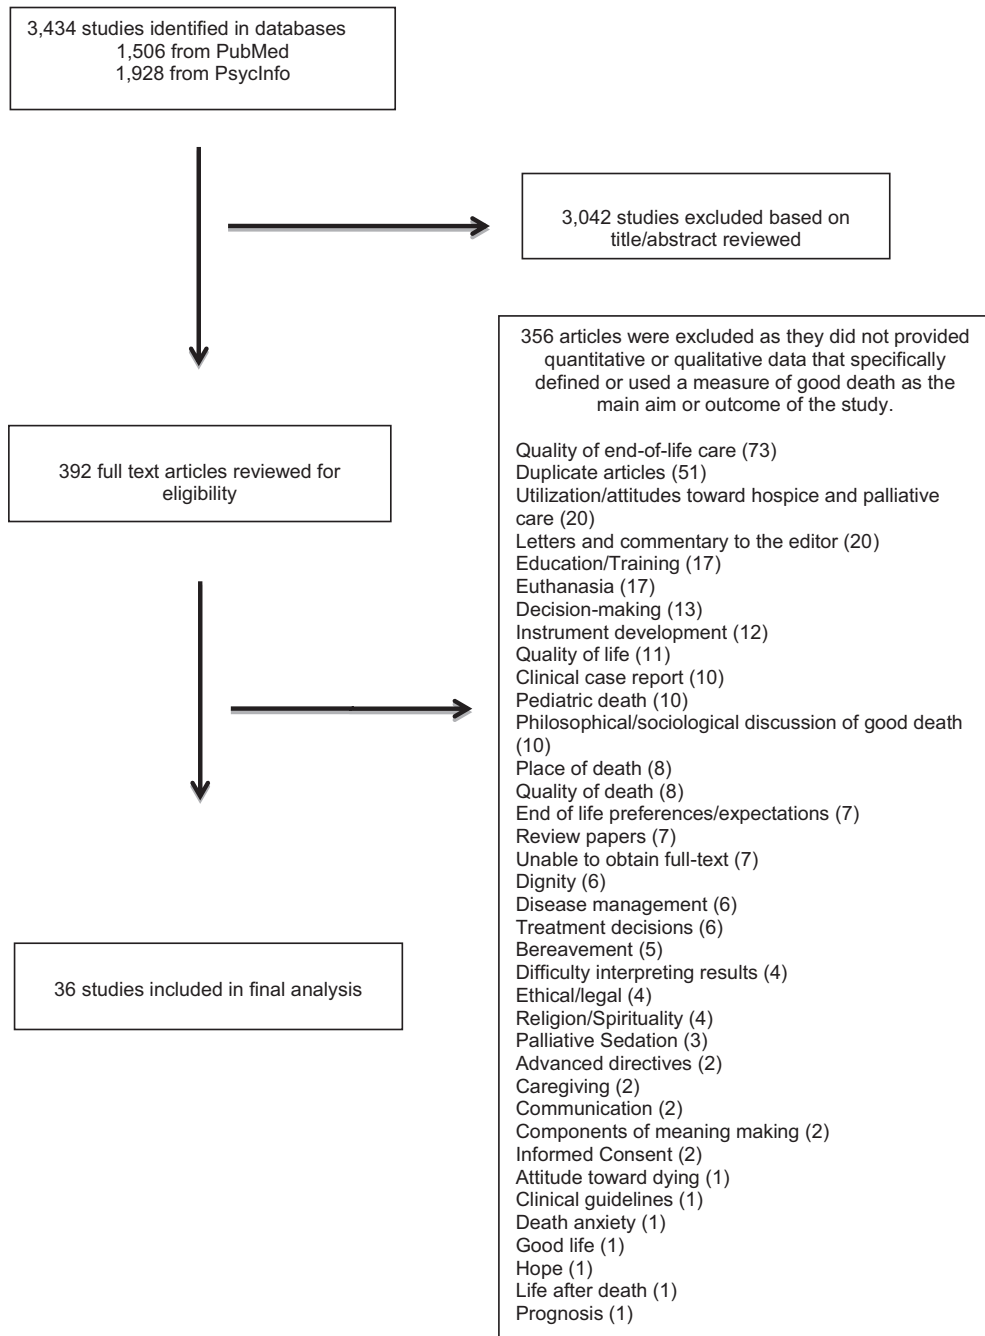 3,434 studies identified in databases
1,506 from PubMed
1,928 from PsycInfo
3,042 studies excluded based on
title/abstract reviewed
392 full text articles reviewed for
eligibility
356 articles were excluded as they did not provided
quantitative or qualitative data that specifically
defined or used a measure of good death as the
main aim or outcome of the study.
Quality of end-of-life care (73)
Duplicate articles (51)
Utilization/attitudes toward hospice and palliative
care (20)
Letters and commentary to the editor (20)
Education/Training (17)
Euthanasia (17)
Decision-making (13)
Instrument development (12)
Quality of life (11)
Clinical case report (10)
Pediatric death (10)
Philosophical/sociological discussion of good death
(10)
Place of death (8)
Quality of death (8)
End of life preferences/expectations (7)
Review papers (7)
Unable to obtain full-text (7)
Dignity (6)
Disease management (6)
Treatment decisions (6)
Bereavement (5)
Difficulty interpreting results (4)
Ethical/legal (4)
Religion/Spirituality (4)
Palliative Sedation (3)
Advanced directives (2)
Caregiving (2)
Communication (2)
Components of meaning making (2)
Informed Consent (2)
Attitude toward dying (1)
Clinical guidelines (1)
Death anxiety (1)
Good life (1)
Hope (1)
Life after death (1)
Prognosis (1)
36 studies included in final analysis